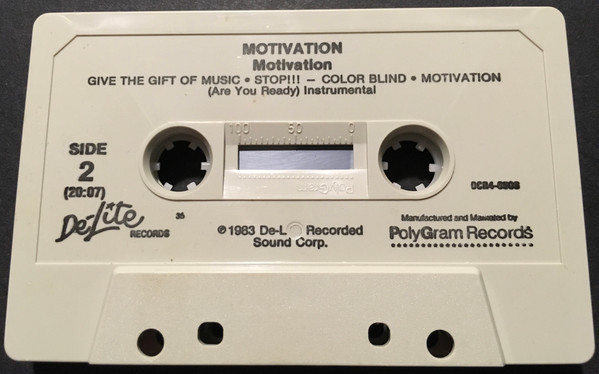 MOTIVATION
Motivation
GIVE THE GIFT OF MUSIC • STOP!!! – COLOR BLIND • MOTIVATION
(Are You Ready) Instrumental
100 50 0
SIDE
2
(20:07)
PolyGram
De-Lite
RECORDS
35
℗1983 De-L Recorded
Sound Corp.
Manufactured and Marketed by
PolyGram Records